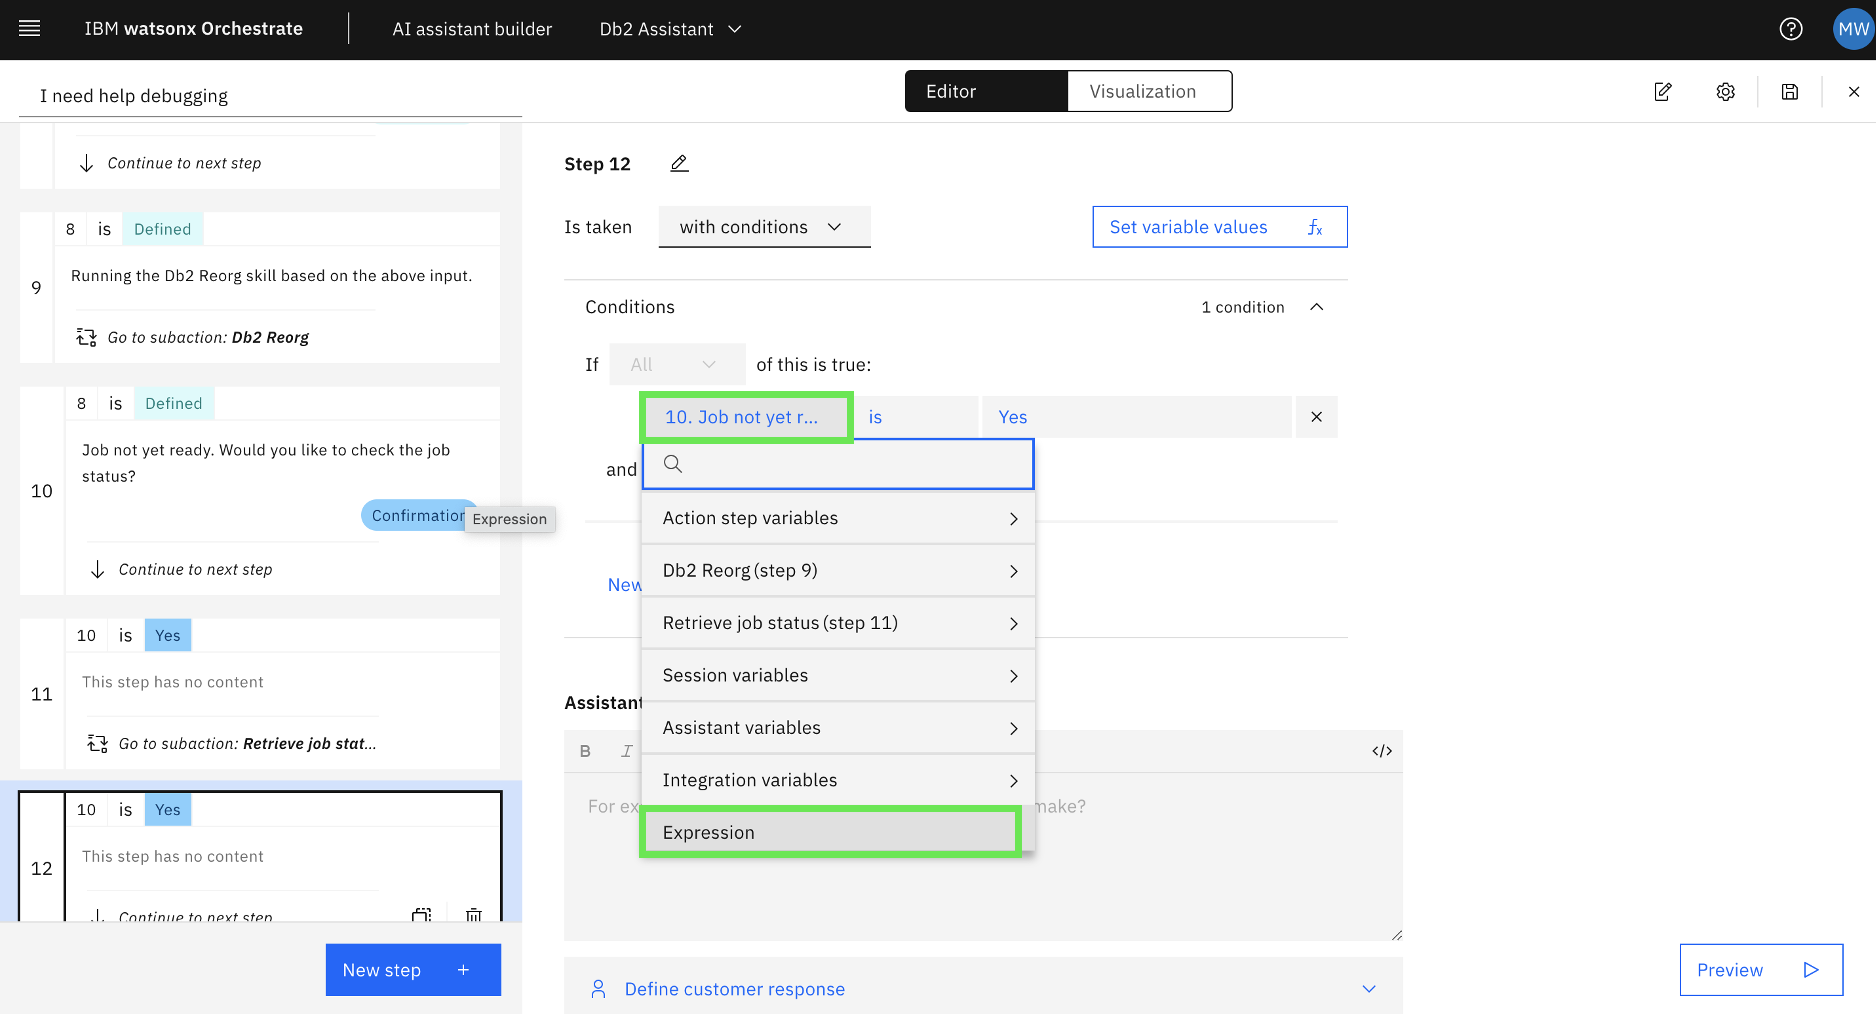 IBM watsonx Orchestrate
AI assistant builder
Db2 Assistant
MW
I need help debugging
Editor
Visualization
Continue to next step
8 is Defined
9
Running the Db2 Reorg skill based on the above input.
Go to subaction: Db2 Reorg
8 is Defined
10
Job not yet ready. Would you like to check the job
status?
Confirmation
Expression
Continue to next step
10 is Yes
11
This step has no content
Go to subaction: Retrieve job stat...
10 is Yes
12
This step has no content
Continue to next step
New step +
Step 12
Is taken
with conditions
Set variable values fx
Conditions
1 condition
If All of this is true:
10. Job not yet r...
is
Yes
and
Action step variables
Db2 Reorg (step 9)
New
Retrieve job status (step 11)
Session variables
Assistant
Assistant variables
B I
</>
Integration variables
For ex
make?
Expression
Define customer response
Preview